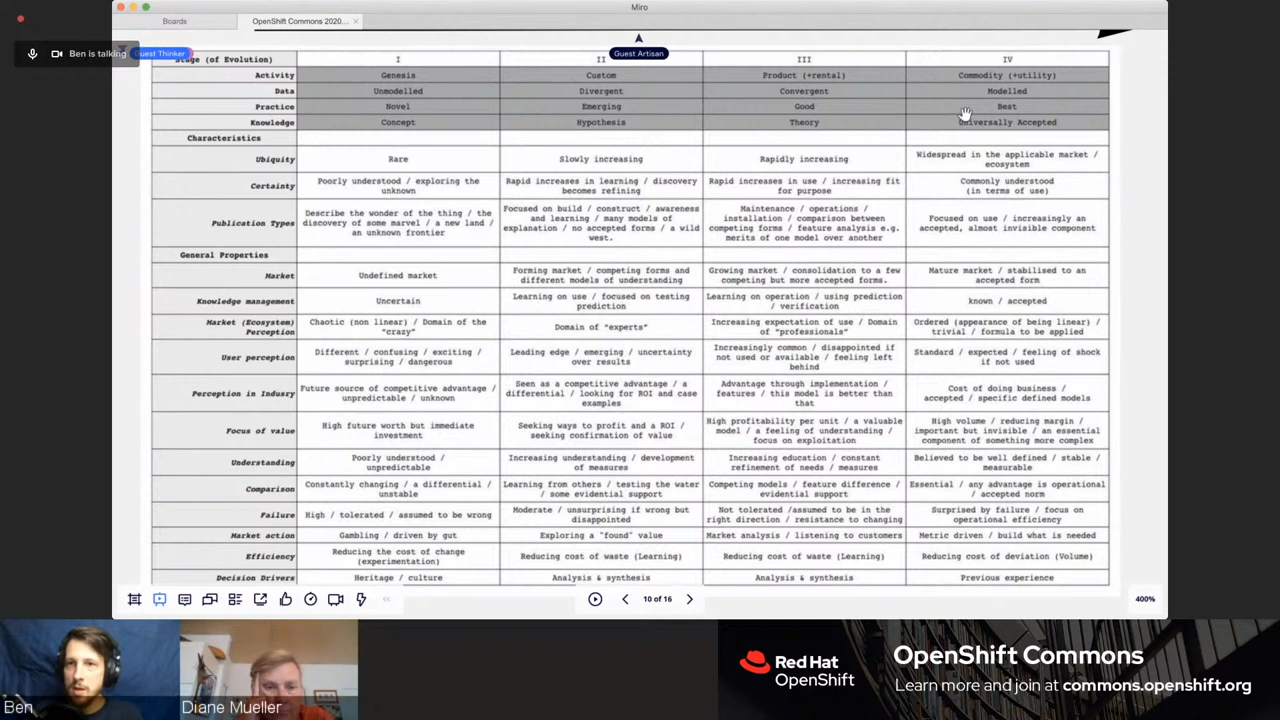 Miro
Boards
OpenShift Commons 2020...
Ben is talking
Guest Thinker
Guest Artisan
Stage (of Evolution) I II III IV
Activity Genesis Custom Product (+rental) Commodity (+utility)
Data Unmodelled Divergent Convergent Modelled
Practice Novel Emerging Good Best
Knowledge Concept Hypothesis Theory Universally Accepted
Characteristics
Ubiquity Rare Slowly increasing Rapidly increasing Widespread in the applicable market /
ecosystem
Certainty Poorly understood / exploring the
unknown
Rapid increases in learning / discovery
becomes refining
Rapid increases in use / increasing fit
for purpose
Commonly understood
(in terms of use)
Publication Types Describe the wonder of the thing / the
discovery of some marvel / a new land /
an unknown frontier
Focused on build / construct / awareness
and learning / many models of
explanation / no accepted forms / a wild
west.
Maintenance / operations /
installation / comparison between
competing forms / feature analysis e.g.
merits of one model over another
Focused on use / increasingly an
accepted, almost invisible component
General Properties
Market Undefined market
Forming market / competing forms and
different models of understanding
Growing market / consolidation to a few
competing but more accepted forms.
Mature market / stabilised to an
accepted form
Knowledge management Uncertain
Learning on use / focused on testing
prediction
Learning on operation / using prediction
/ verification
known / accepted
Market (Ecosystem)
Perception
Chaotic (non linear) / Domain of the
"crazy"
Domain of "experts"
Increasing expectation of use / Domain
of "professionals"
Ordered (appearance of being linear) /
trivial / formula to be applied
User perception
Different / confusing / exciting /
surprising / dangerous
Leading edge / emerging / uncertainty
over results
Increasingly common / disappointed if
not used or available / feeling left
behind
Standard / expected / feeling of shock
if not used
Perception in Indusry
Future source of competitive advantage /
unpredictable / unknown
Seen as a competitive advantage / a
differential / looking for ROI and case
examples
Advantage through implementation /
features / this model is better than
that
Cost of doing business /
accepted / specific defined models
Focus of value
High future worth but immediate
investment
Seeking ways to profit and a ROI /
seeking confirmation of value
High profitability per unit / a valuable
model / a feeling of understanding /
focus on exploitation
High volume / reducing margin /
important but invisible / an essential
component of something more complex
Understanding
Poorly understood /
unpredictable
Increasing understanding / development
of measures
Increasing education / constant
refinement of needs / measures
Believed to be well defined / stable /
measurable
Comparison
Constantly changing / a differential /
unstable
Learning from others / testing the water
/ some evidential support
Competing models / feature difference /
evidential support
Essential / any advantage is operational
/ accepted norm
Failure High / tolerated / assumed to be wrong
Moderate / unsurprising if wrong but
disappointed
Not tolerated /assumed to be in the
right direction / resistance to changing
Surprised by failure / focus on
operational efficiency
Market action Gambling / driven by gut Exploring a "found" value Market analysis / listening to customers Metric driven / build what is needed
Efficiency
Reducing the cost of change
(experimentation)
Reducing cost of waste (Learning) Reducing cost of waste (Learning) Reducing cost of deviation (Volume)
Decision Drivers Heritage / culture Analysis & synthesis Analysis & synthesis Previous experience
10 of 16
400%
Ben
Diane Mueller
Red Hat
OpenShift
OpenShift Commons
Learn more and join at commons.openshift.org